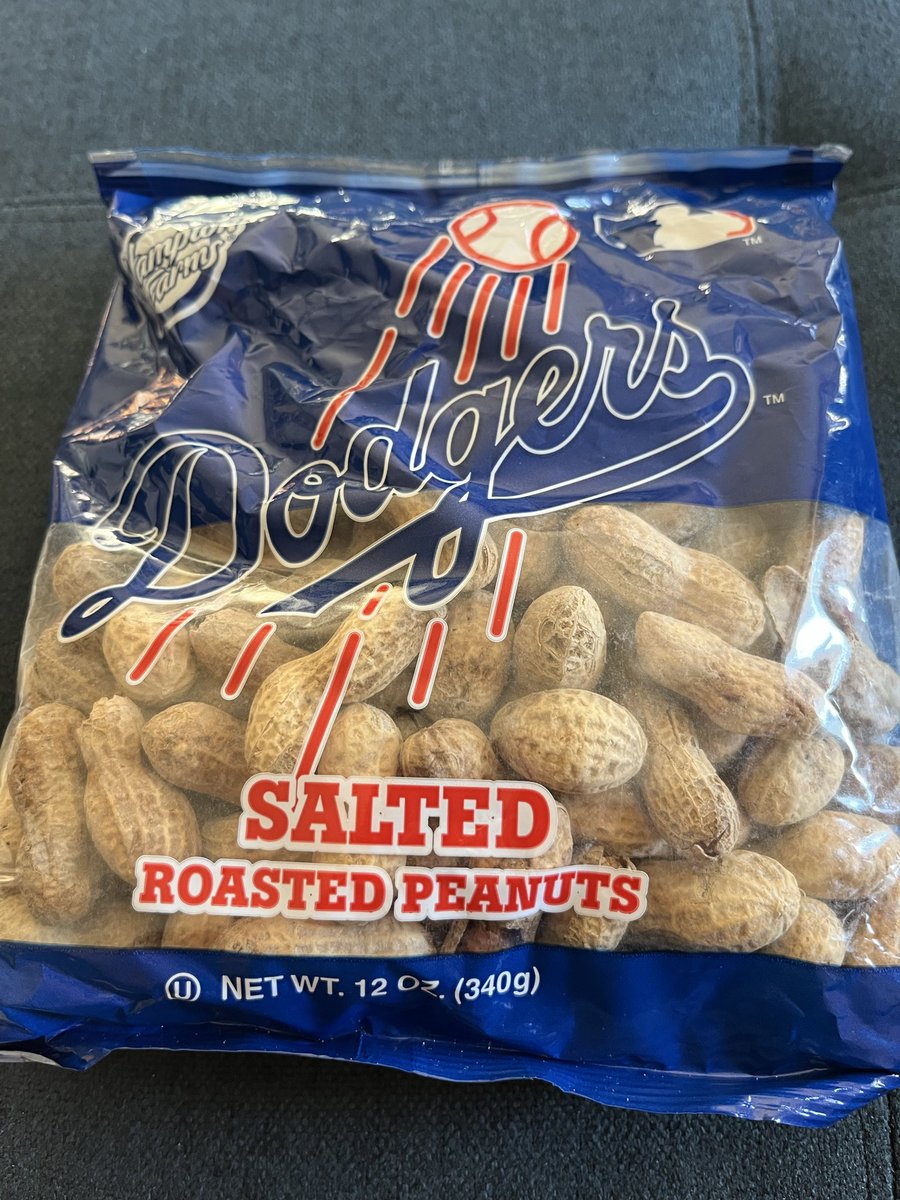 Hampton
Farms
TM
Dodgers
TM
SALTED
ROASTED PEANUTS
U NET WT. 12 OZ. (340g)